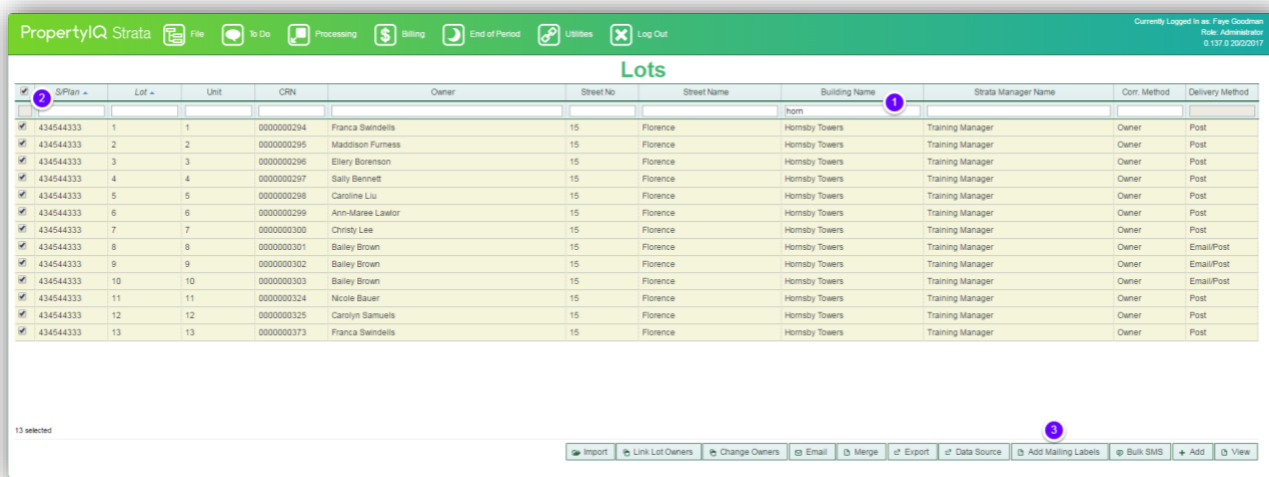 PropertyIQ Strata File To Do Processing $ Billing End of Period Utilities Log Out
Currently Logged In as: Faye Goodman
Role: Administrator
0.137.0 20/2/2017
Lots
S/Plan Lot Unit CRN Owner Street No Street Name Building Name Strata Manager Name Corr. Method Delivery Method
2
horn 1
434544333 1 1 0000000294 Franca Swindells 15 Florence Hornsby Towers Training Manager Owner Post
434544333 2 2 0000000295 Maddison Furness 15 Florence Hornsby Towers Training Manager Owner Post
434544333 3 3 0000000296 Ellery Borenson 15 Florence Hornsby Towers Training Manager Owner Post
434544333 4 4 0000000297 Sally Bennett 15 Florence Hornsby Towers Training Manager Owner Post
434544333 5 5 0000000298 Caroline Liu 15 Florence Hornsby Towers Training Manager Owner Post
434544333 6 6 0000000299 Ann-Maree Lawlor 15 Florence Hornsby Towers Training Manager Owner Post
434544333 7 7 0000000300 Christy Lee 15 Florence Hornsby Towers Training Manager Owner Post
434544333 8 8 0000000301 Bailey Brown 15 Florence Hornsby Towers Training Manager Owner Email/Post
434544333 9 9 0000000302 Bailey Brown 15 Florence Hornsby Towers Training Manager Owner Email/Post
434544333 10 10 0000000303 Bailey Brown 15 Florence Hornsby Towers Training Manager Owner Email/Post
434544333 11 11 0000000324 Nicole Bauer 15 Florence Hornsby Towers Training Manager Owner Post
434544333 12 12 0000000325 Carolyn Samuels 15 Florence Hornsby Towers Training Manager Owner Post
434544333 13 13 0000000373 Franca Swindells 15 Florence Hornsby Towers Training Manager Owner Post
13 selected
3
Import Link Lot Owners Change Owners Email Merge Export Data Source Add Mailing Labels Bulk SMS Add View